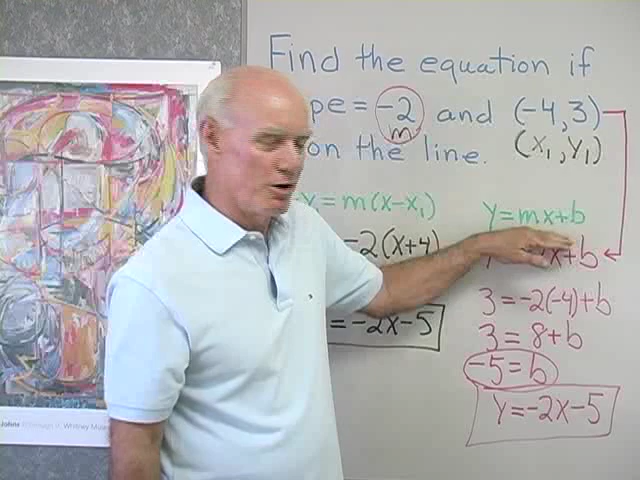 Find the equation if
= -2 and (-4, 3)
m (x₁, y₁)
on the line.
y = m(x-x₁)
-2(x+4)
= -2x-5
y = mx+b
x+b
3 = -2(-4)+b
3 = 8+b
-5 = b
y = -2x-5
Johns